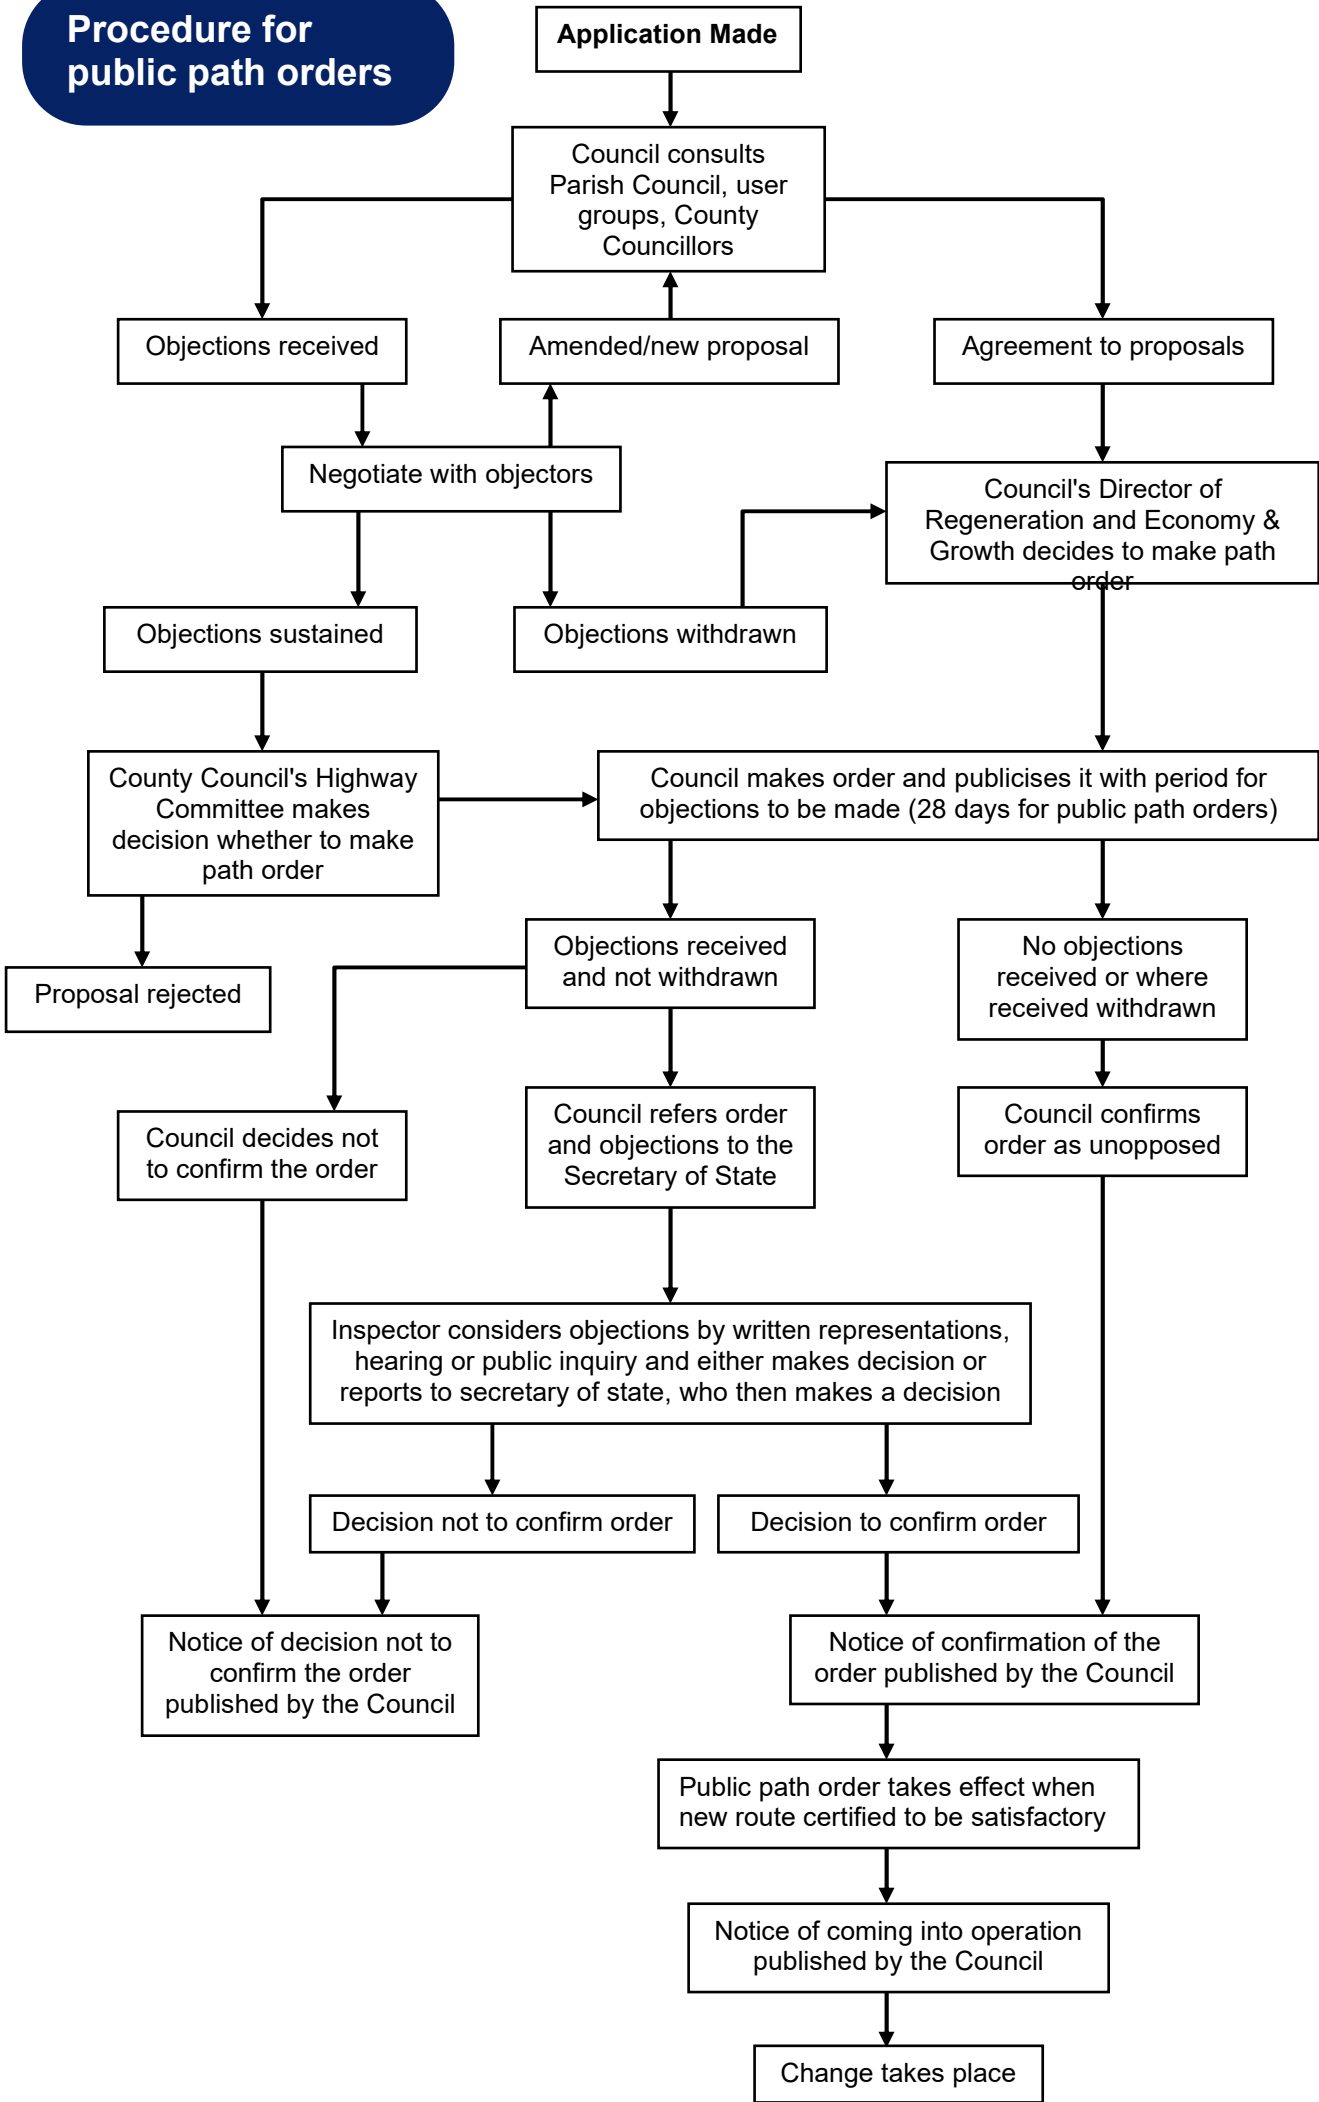 Procedure for
public path orders
Application Made
Council consults
Parish Council, user
groups, County
Councillors
Objections received
Amended/new proposal
Agreement to proposals
Negotiate with objectors
Council's Director of
Regeneration and Economy &
Growth decides to make path
order
Objections sustained
Objections withdrawn
County Council's Highway
Committee makes
decision whether to make
path order
Council makes order and publicises it with period for
objections to be made (28 days for public path orders)
Proposal rejected
Objections received
and not withdrawn
No objections
received or where
received withdrawn
Council decides not
to confirm the order
Council refers order
and objections to the
Secretary of State
Council confirms
order as unopposed
Inspector considers objections by written representations,
hearing or public inquiry and either makes decision or
reports to secretary of state, who then makes a decision
Decision not to confirm order
Decision to confirm order
Notice of decision not to
confirm the order
published by the Council
Notice of confirmation of the
order published by the Council
Public path order takes effect when
new route certified to be satisfactory
Notice of coming into operation
published by the Council
Change takes place